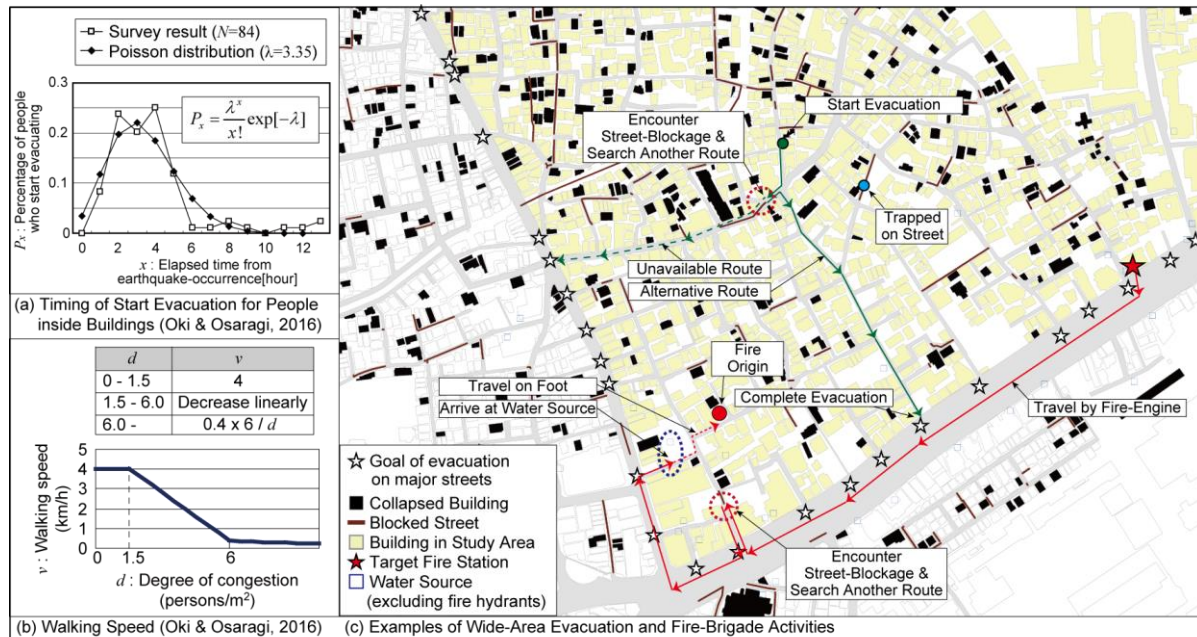 Survey result (N=84)
Poisson distribution (λ=3.35)
0.3
0.2
0.1
0
P_x = λ^x / x! exp[-λ]
P_x : Percentage of people
who start evacuating
0 2 4 6 8 10 12
x : Elapsed time from
earthquake-occurrence[hour]
(a) Timing of Start Evacuation for People
inside Buildings (Oki & Osaragi, 2016)
d v
0 - 1.5 4
1.5 - 6.0 Decrease linearly
6.0 - 0.4 x 6 / d
5
4
3
2
1
0
v : Walking speed
(km/h)
0 1.5 6
d : Degree of congestion
(persons/m²)
(b) Walking Speed (Oki & Osaragi, 2016)
Start Evacuation
Encounter
Street-Blockage &
Search Another Route
Trapped
on Street
Unavailable Route
Alternative Route
Fire
Origin
Travel on Foot
Arrive at Water Source
Complete Evacuation
Travel by Fire-Engine
Goal of evacuation
on major streets
Collapsed Building
Blocked Street
Building in Study Area
Target Fire Station
Water Source
(excluding fire hydrants)
Encounter
Street-Blockage &
Search Another Route
(c) Examples of Wide-Area Evacuation and Fire-Brigade Activities